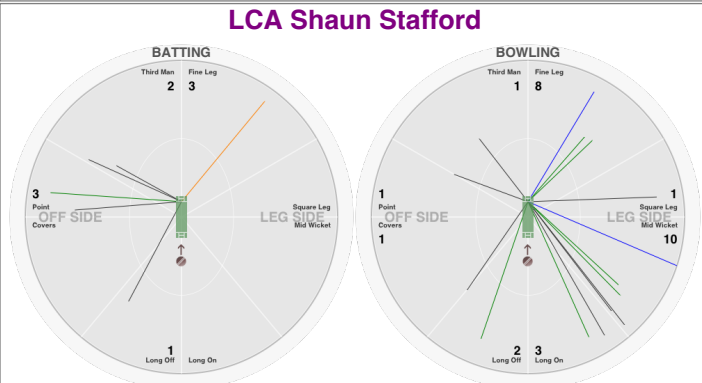 LCA Shaun Stafford
BATTING
Third Man
Fine Leg
2
3
3
Point
OFF SIDE
Covers
Square Leg
LEG SIDE
Mid Wicket
1
Long Off
Long On
BOWLING
Third Man
Fine Leg
1
8
1
Point
OFF SIDE
Covers
1
1
Square Leg
LEG SIDE
Mid Wicket
10
2
3
Long Off
Long On